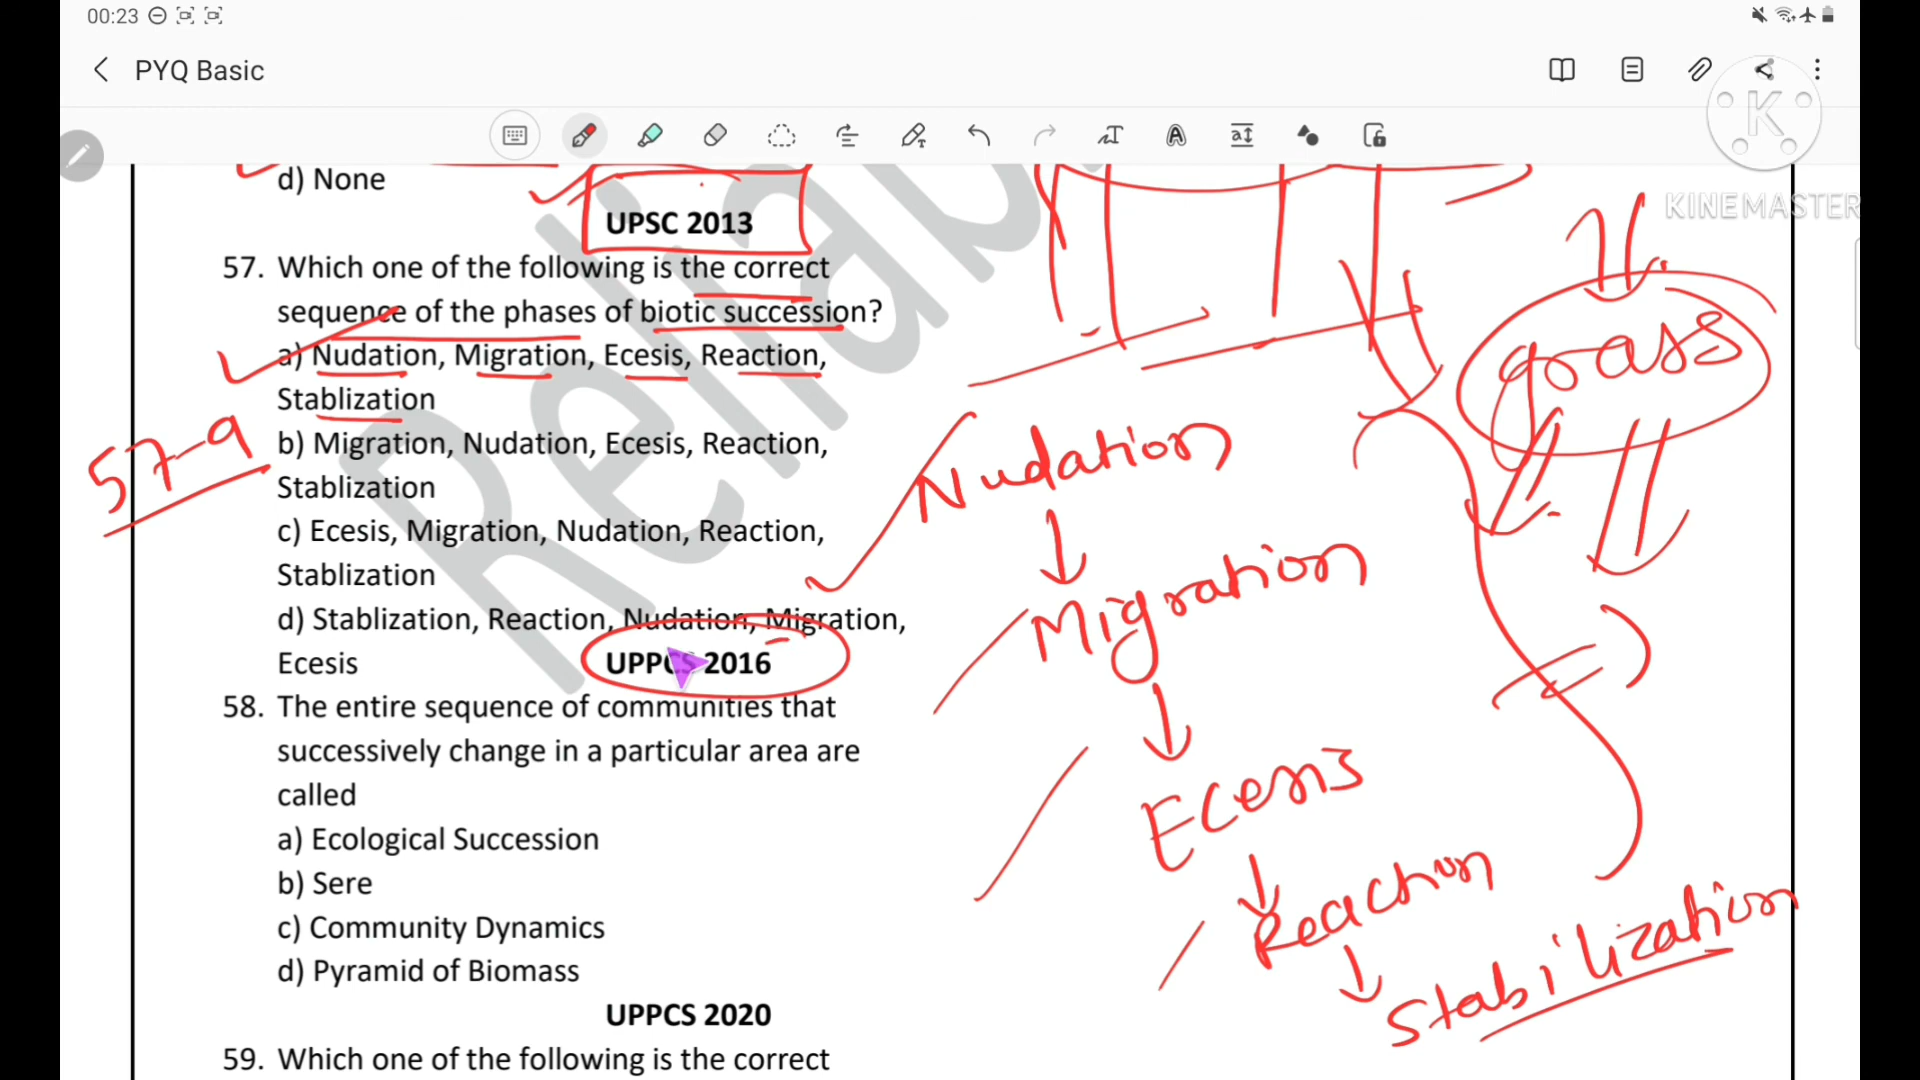 00:23
PYQ Basic
KINEMASTER
d) None
UPSC 2013
57. Which one of the following is the correct
sequence of the phases of biotic succession?
a) Nudation, Migration, Ecesis, Reaction,
Stablization
b) Migration, Nudation, Ecesis, Reaction,
Stablization
c) Ecesis, Migration, Nudation, Reaction,
Stablization
d) Stablization, Reaction, Nudation, Migration,
Ecesis
UPPCS 2016
58. The entire sequence of communities that
successively change in a particular area are
called
a) Ecological Succession
b) Sere
c) Community Dynamics
d) Pyramid of Biomass
UPPCS 2020
59. Which one of the following is the correct
57-a
grass
Nudation
Migration
Ecesis
Reaction
Stabilization